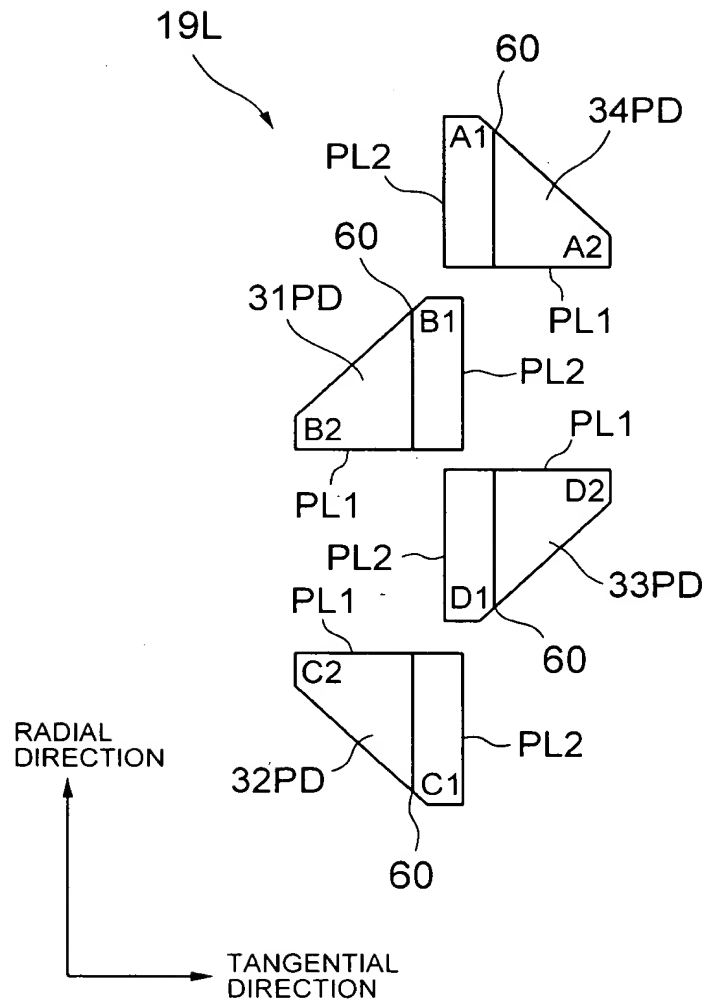 19L
60
34PD
A1
PL2
A2
60
PL1
31PD
B1
PL2
B2
PL1
PL1
D2
PL2
D1
33PD
PL1
60
C2
PL2
RADIAL
DIRECTION
32PD
C1
60
TANGENTIAL
DIRECTION